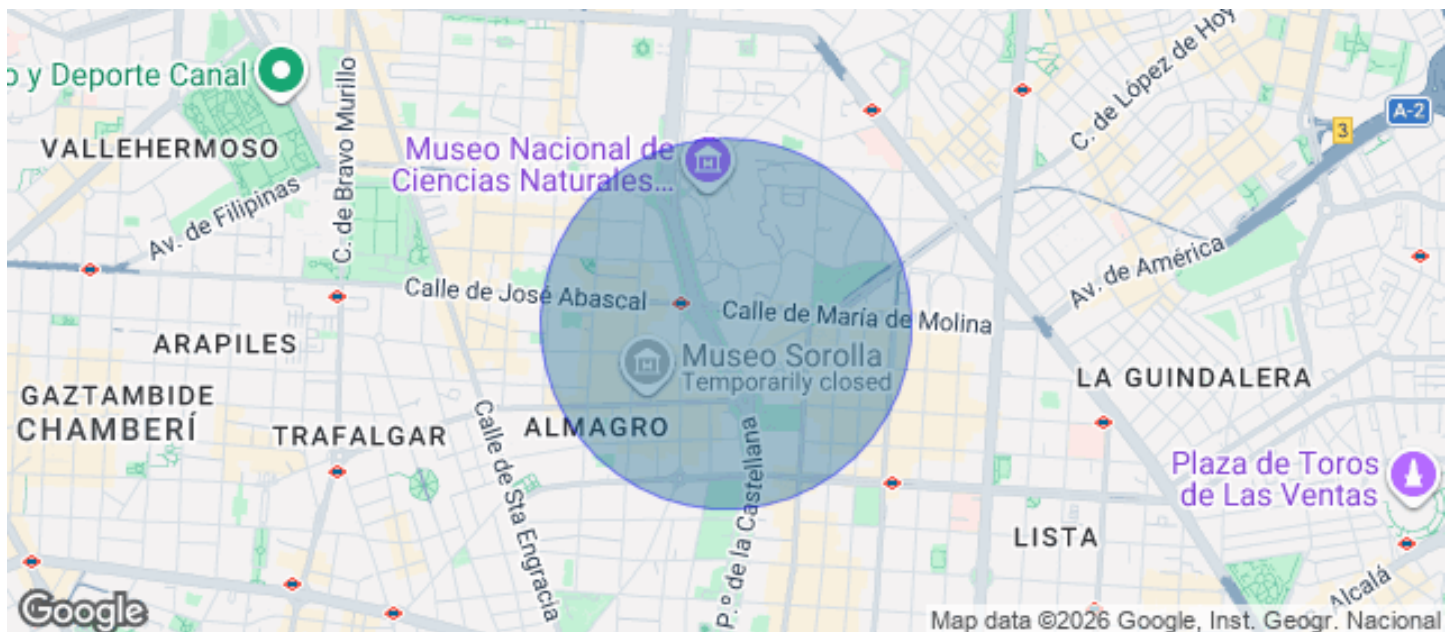 o y Deporte Canal
VALLEHERMOSO
C. de Bravo Murillo
Av. de Filipinas
Museo Nacional de
Ciencias Naturales...
C. de López de Hoy
A-2
3
Av. de América
Calle de José Abascal
Calle de María de Molina
ARAPILES
Museo Sorolla
Temporarily closed
LA GUINDALERA
GAZTAMBIDE
CHAMBERÍ
TRAFALGAR
ALMAGRO
Calle de Sta Engracia
P.º de la Castellana
Plaza de Toros
de Las Ventas
LISTA
Alcalá
Google
Map data ©2026 Google, Inst. Geogr. Nacional